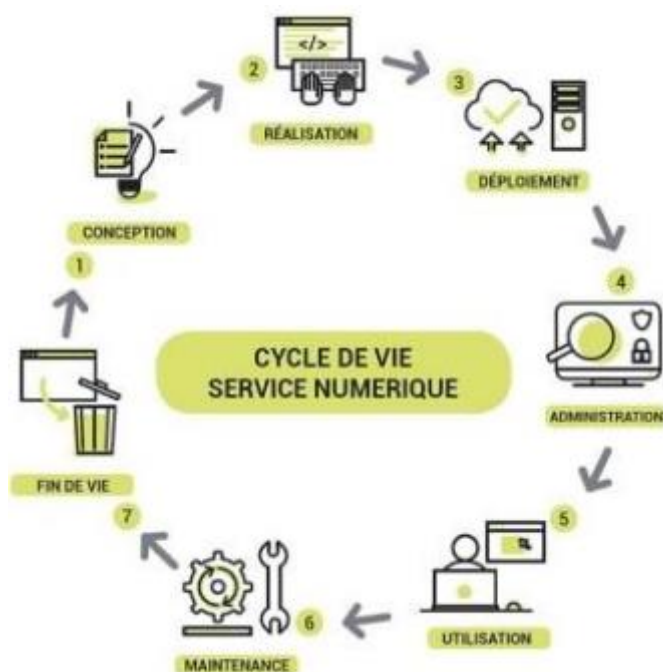 2
</>
RÉALISATION
3
DÉPLOIEMENT
CONCEPTION
1
4
ADMINISTRATION
CYCLE DE VIE
SERVICE NUMERIQUE
FIN DE VIE
7
5
UTILISATION
6
MAINTENANCE